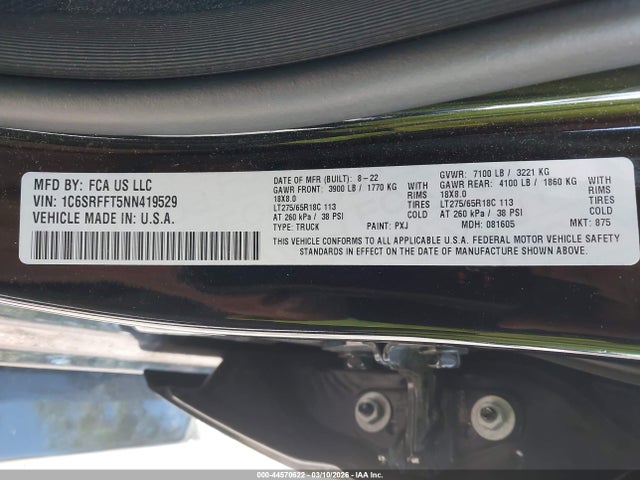 MFD BY: FCA US LLC
VIN: 1C6SRFFT5NN419529
VEHICLE MADE IN U.S.A.
DATE OF MFR (BUILT): 8-22 GVWR: 7100 LB / 3221 KG
GAWR FRONT: 3900 LB / 1770 KG GAWR REAR: 4100 LB / 1860 KG
18X8.0 TIRES 18X8.0 TIRES
LT275/65R18C 113 RIMS LT275/65R18C 113 RIMS
AT 260 kPa / 38 PSI COLD AT 260 kPa / 38 PSI COLD
TYPE: TRUCK PAINT: PXJ MDH: 081605 MKT: 875
THIS VEHICLE CONFORMS TO ALL APPLICABLE U.S.A. FEDERAL MOTOR VEHICLE SAFETY
STANDARDS IN EFFECT ON THE DATE OF MANUFACTURE SHOWN ABOVE.
000-44570622 - 03/10/2026 - COPART.COM